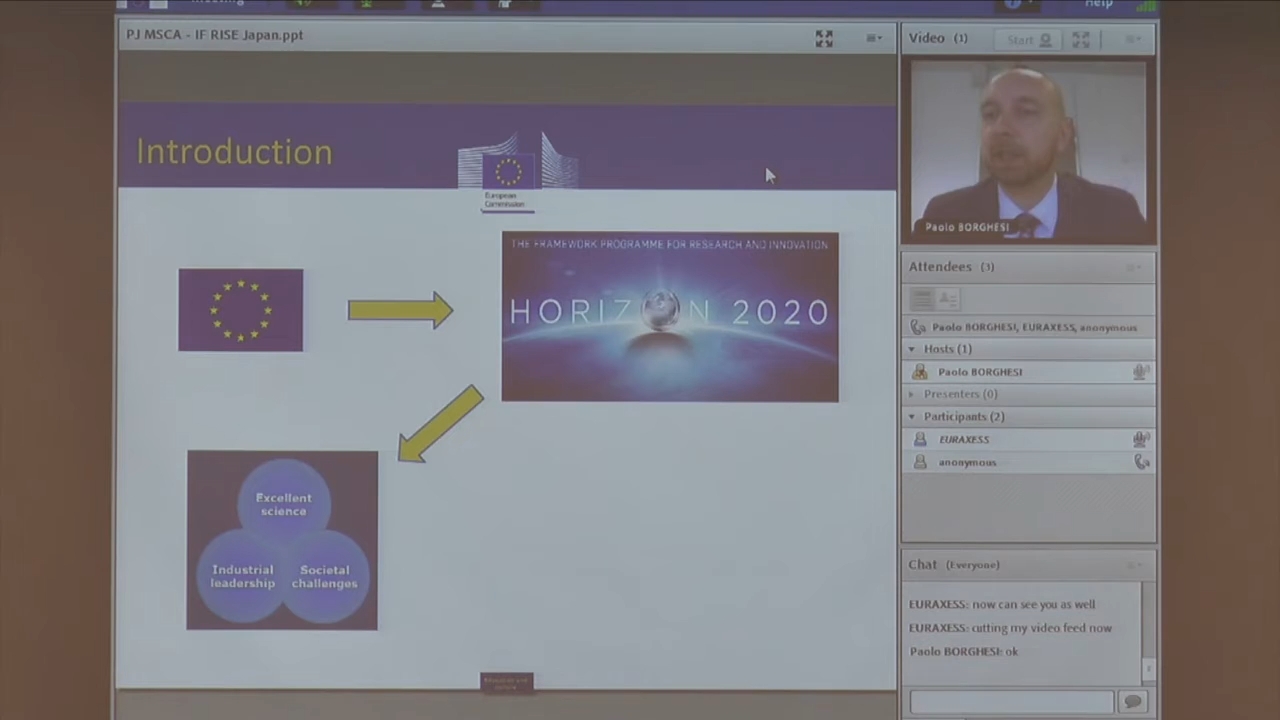 Meeting
Help
PJ MSCA - IF RISE Japan.ppt
Introduction
European
Commission
THE FRAMEWORK PROGRAMME FOR RESEARCH AND INNOVATION
HORIZON 2020
Excellent
science
Industrial
leadership
Societal
challenges
Video (1)
Start
Paolo BORGHESI
Attendees (3)
Paolo BORGHESI, EURAXESS, anonymous
Hosts (1)
Paolo BORGHESI
Presenters (0)
Participants (2)
EURAXESS
anonymous
Chat (Everyone)
EURAXESS: now can see you as well
EURAXESS: cutting my video feed now
Paolo BORGHESI: ok